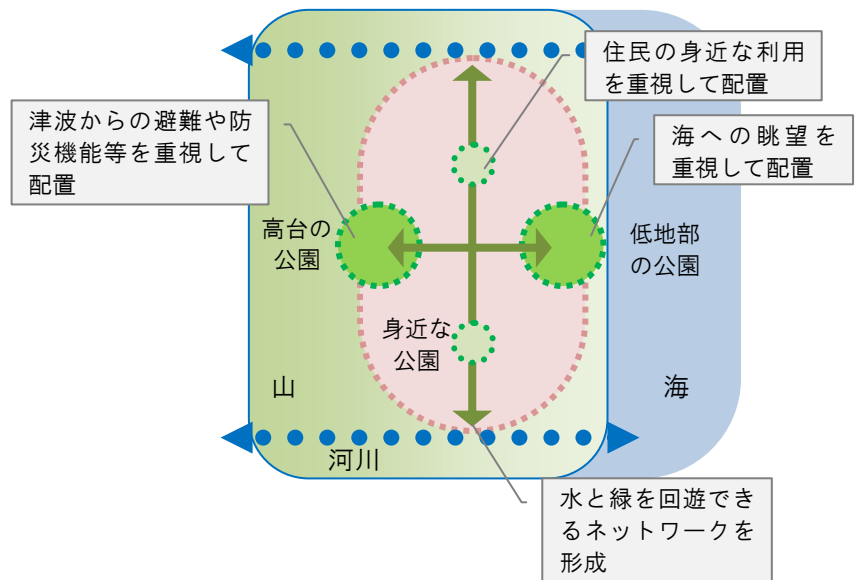 住民の身近な利用
を重視して配置
津波からの避難や防
災機能等を重視して
配置
海への眺望を
重視して配置
高台の
公園
低地部
の公園
身近な
公園
山
海
河川
水と緑を回遊でき
るネットワークを
形成